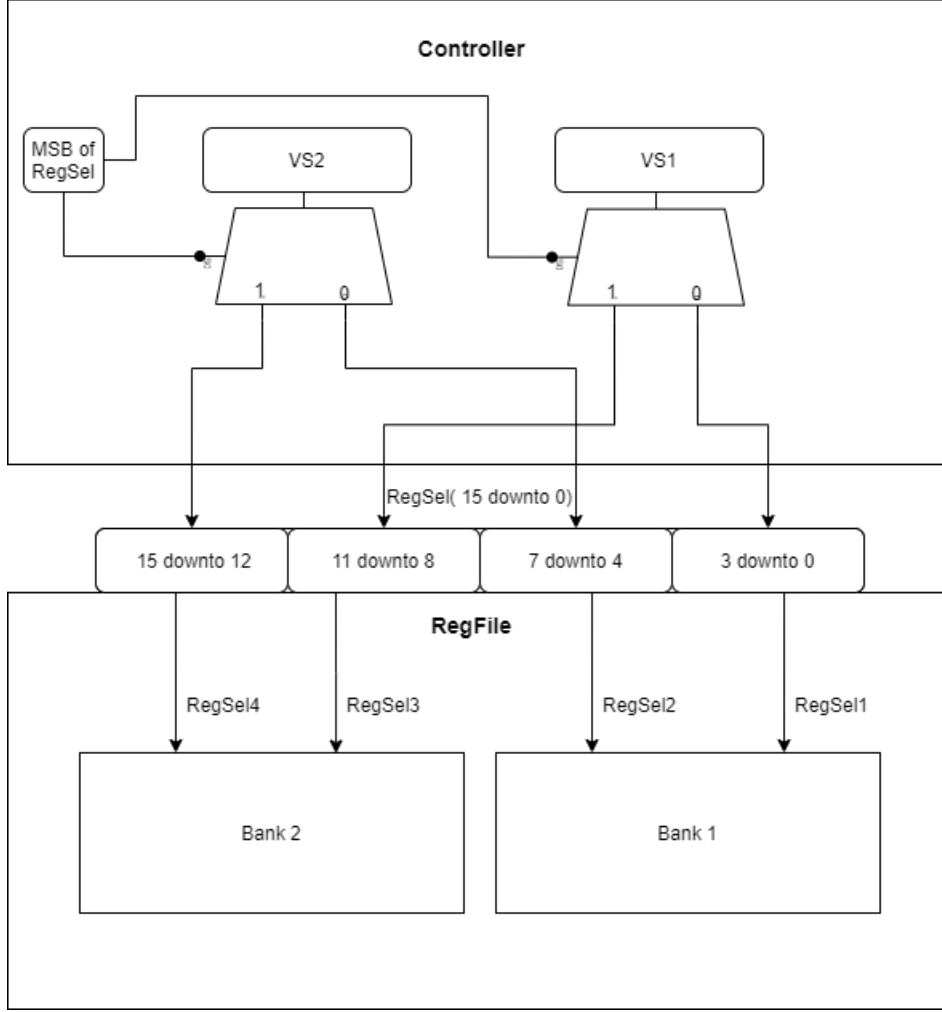 Controller
MSB of
RegSel
VS2
VS1
1
0
1
0
RegSel( 15 downto 0)
15 downto 12
11 downto 8
7 downto 4
3 downto 0
RegFile
RegSel4
RegSel3
RegSel2
RegSel1
Bank 2
Bank 1